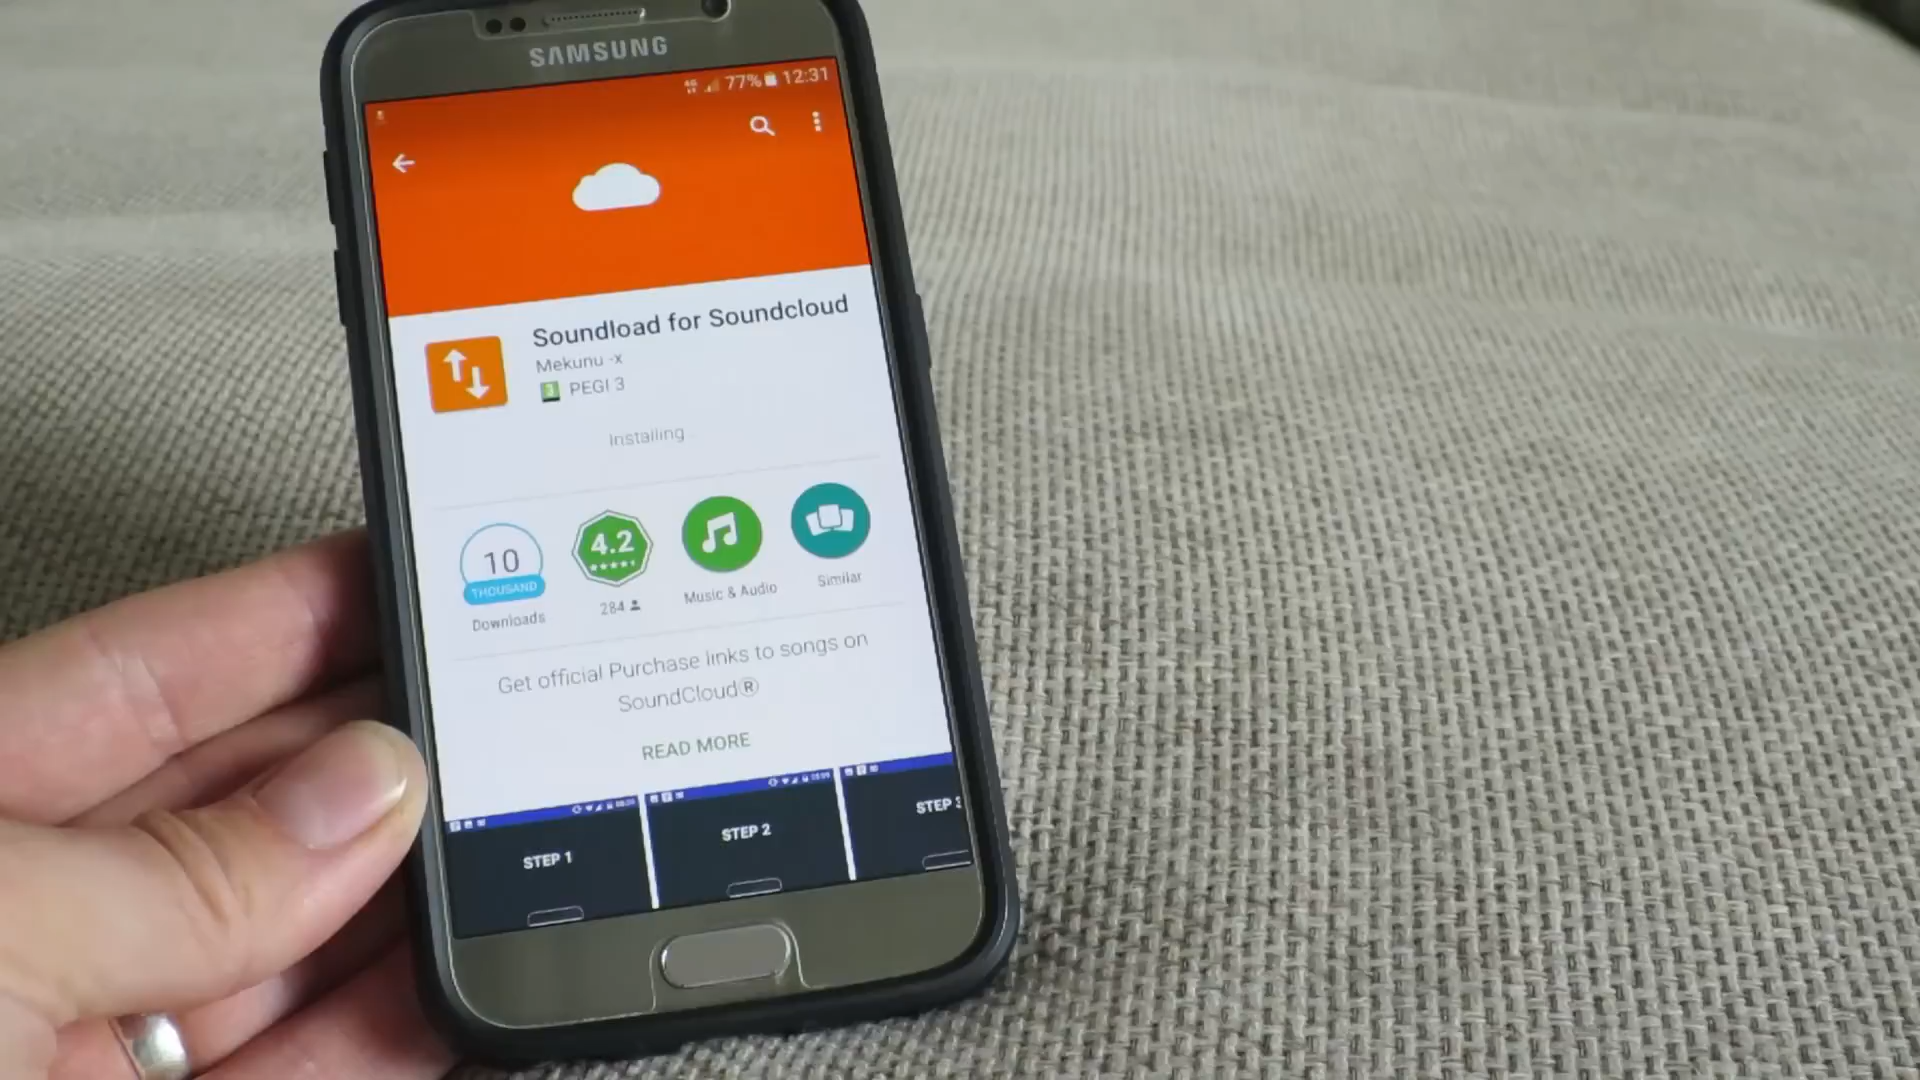 SAMSUNG
77% 12:31
Soundload for Soundcloud
Mekunu -x
3 PEGI 3
Installing
10
THOUSAND
Downloads
4.2
284
Music & Audio
Similar
Get official Purchase links to songs on
SoundCloud®
READ MORE
STEP 1
STEP 2
STEP 3